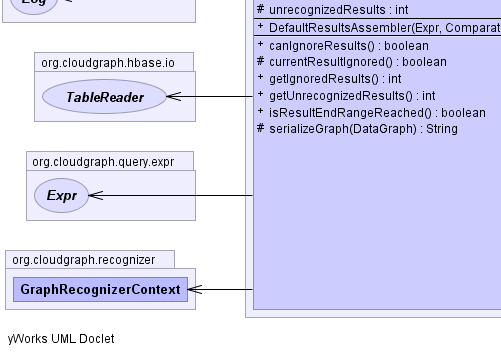 Log
# unrecognizedResults : int
+ DefaultResultsAssembler(Expr, Comparat
+ canIgnoreResults() : boolean
# currentResultIgnored() : boolean
+ getIgnoredResults() : int
+ getUnrecognizedResults() : int
+ isResultEndRangeReached() : boolean
# serializeGraph(DataGraph) : String
org.cloudgraph.hbase.io
TableReader
org.cloudgraph.query.expr
Expr
org.cloudgraph.recognizer
GraphRecognizerContext
yWorks UML Doclet